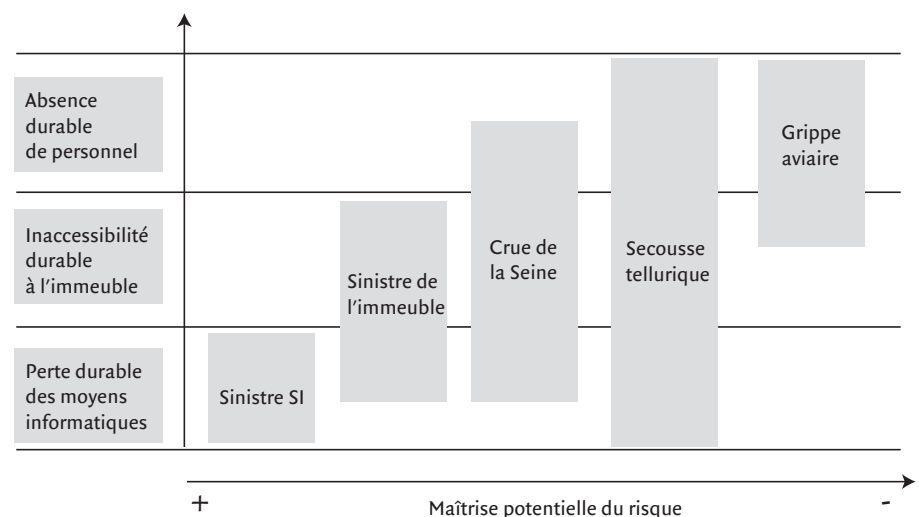 Absence
durable
de personnel
Inaccessibilité
durable
à l'immeuble
Perte durable
des moyens
informatiques
Sinistre SI
Sinistre de
l'immeuble
Crue de
la Seine
Secousse
tellurique
Grippe
aviaire
+
Maîtrise potentielle du risque
-